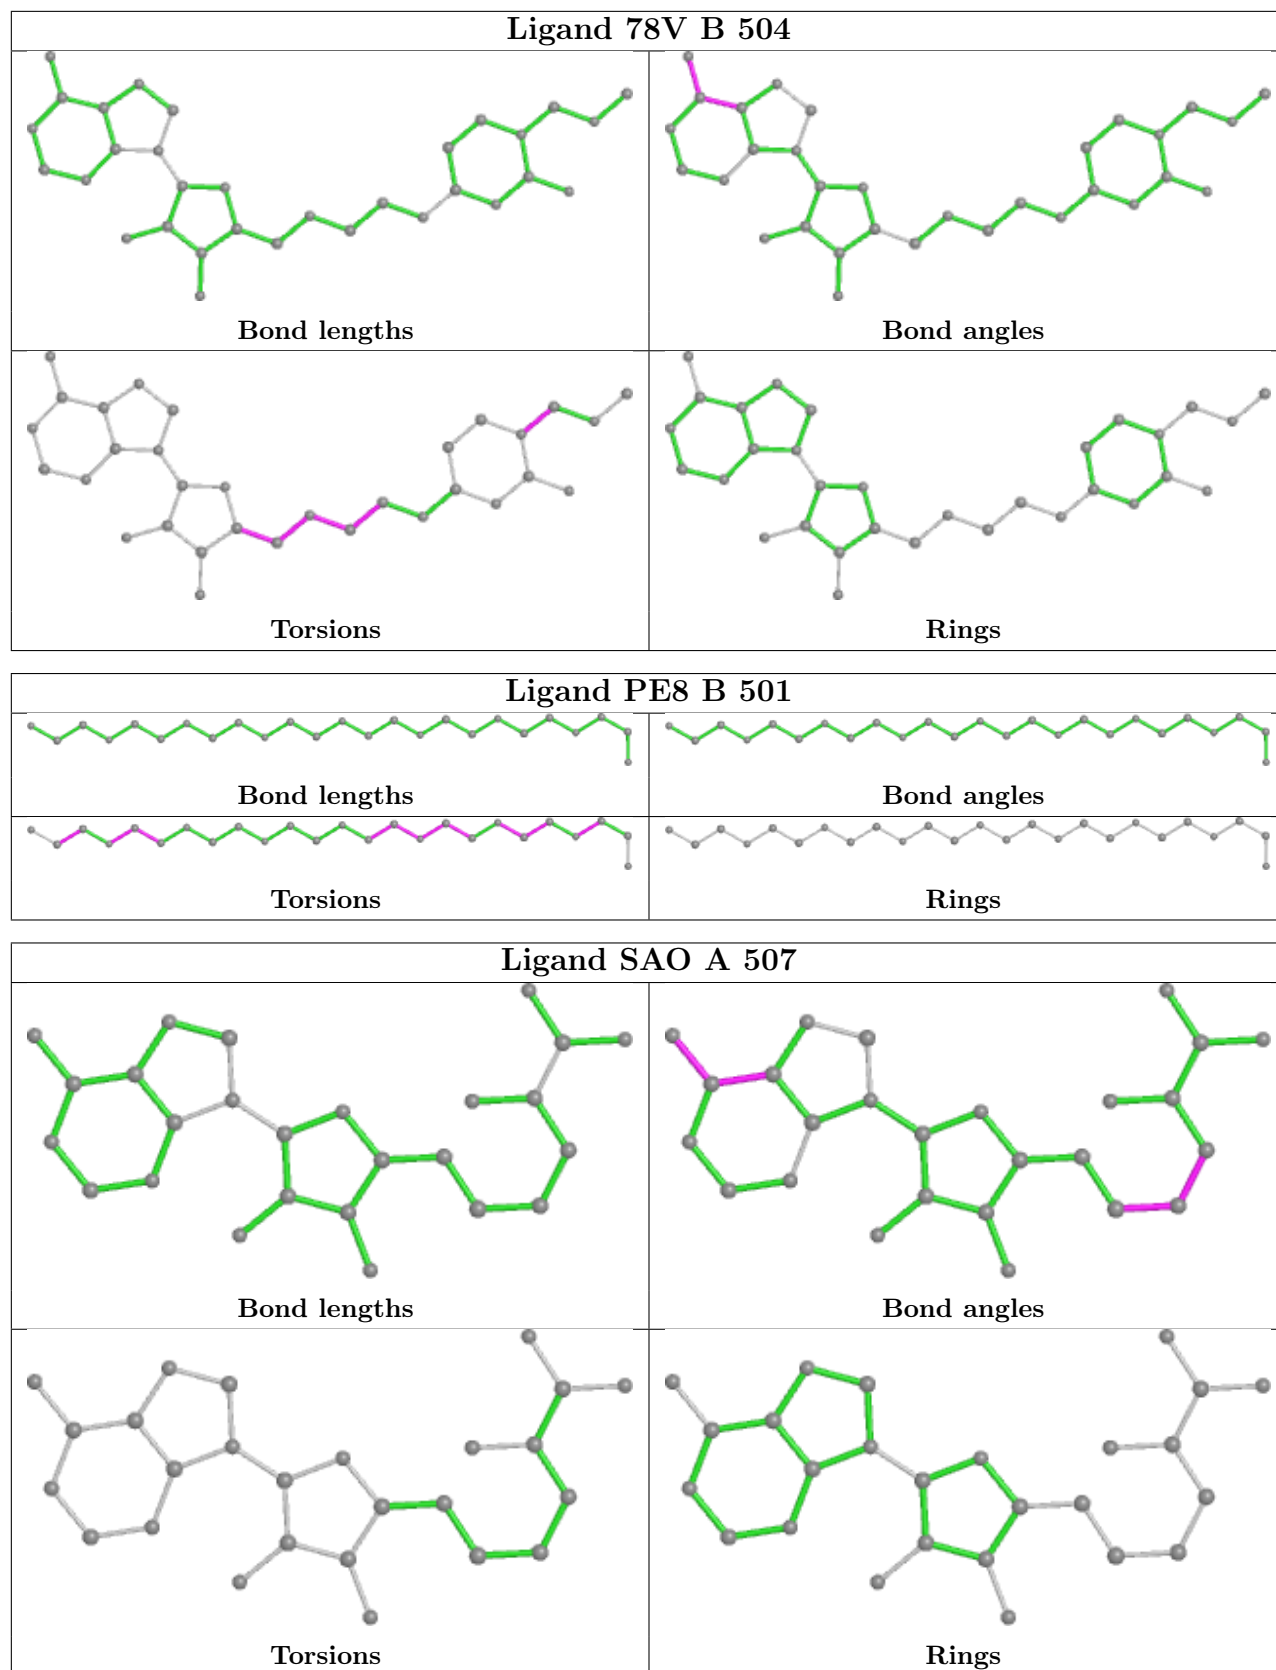 Ligand 78V B 504
Bond lengths
Bond angles
Torsions
Rings
Ligand PE8 B 501
Bond lengths
Bond angles
Torsions
Rings
Ligand SAO A 507
Bond lengths
Bond angles
Torsions
Rings